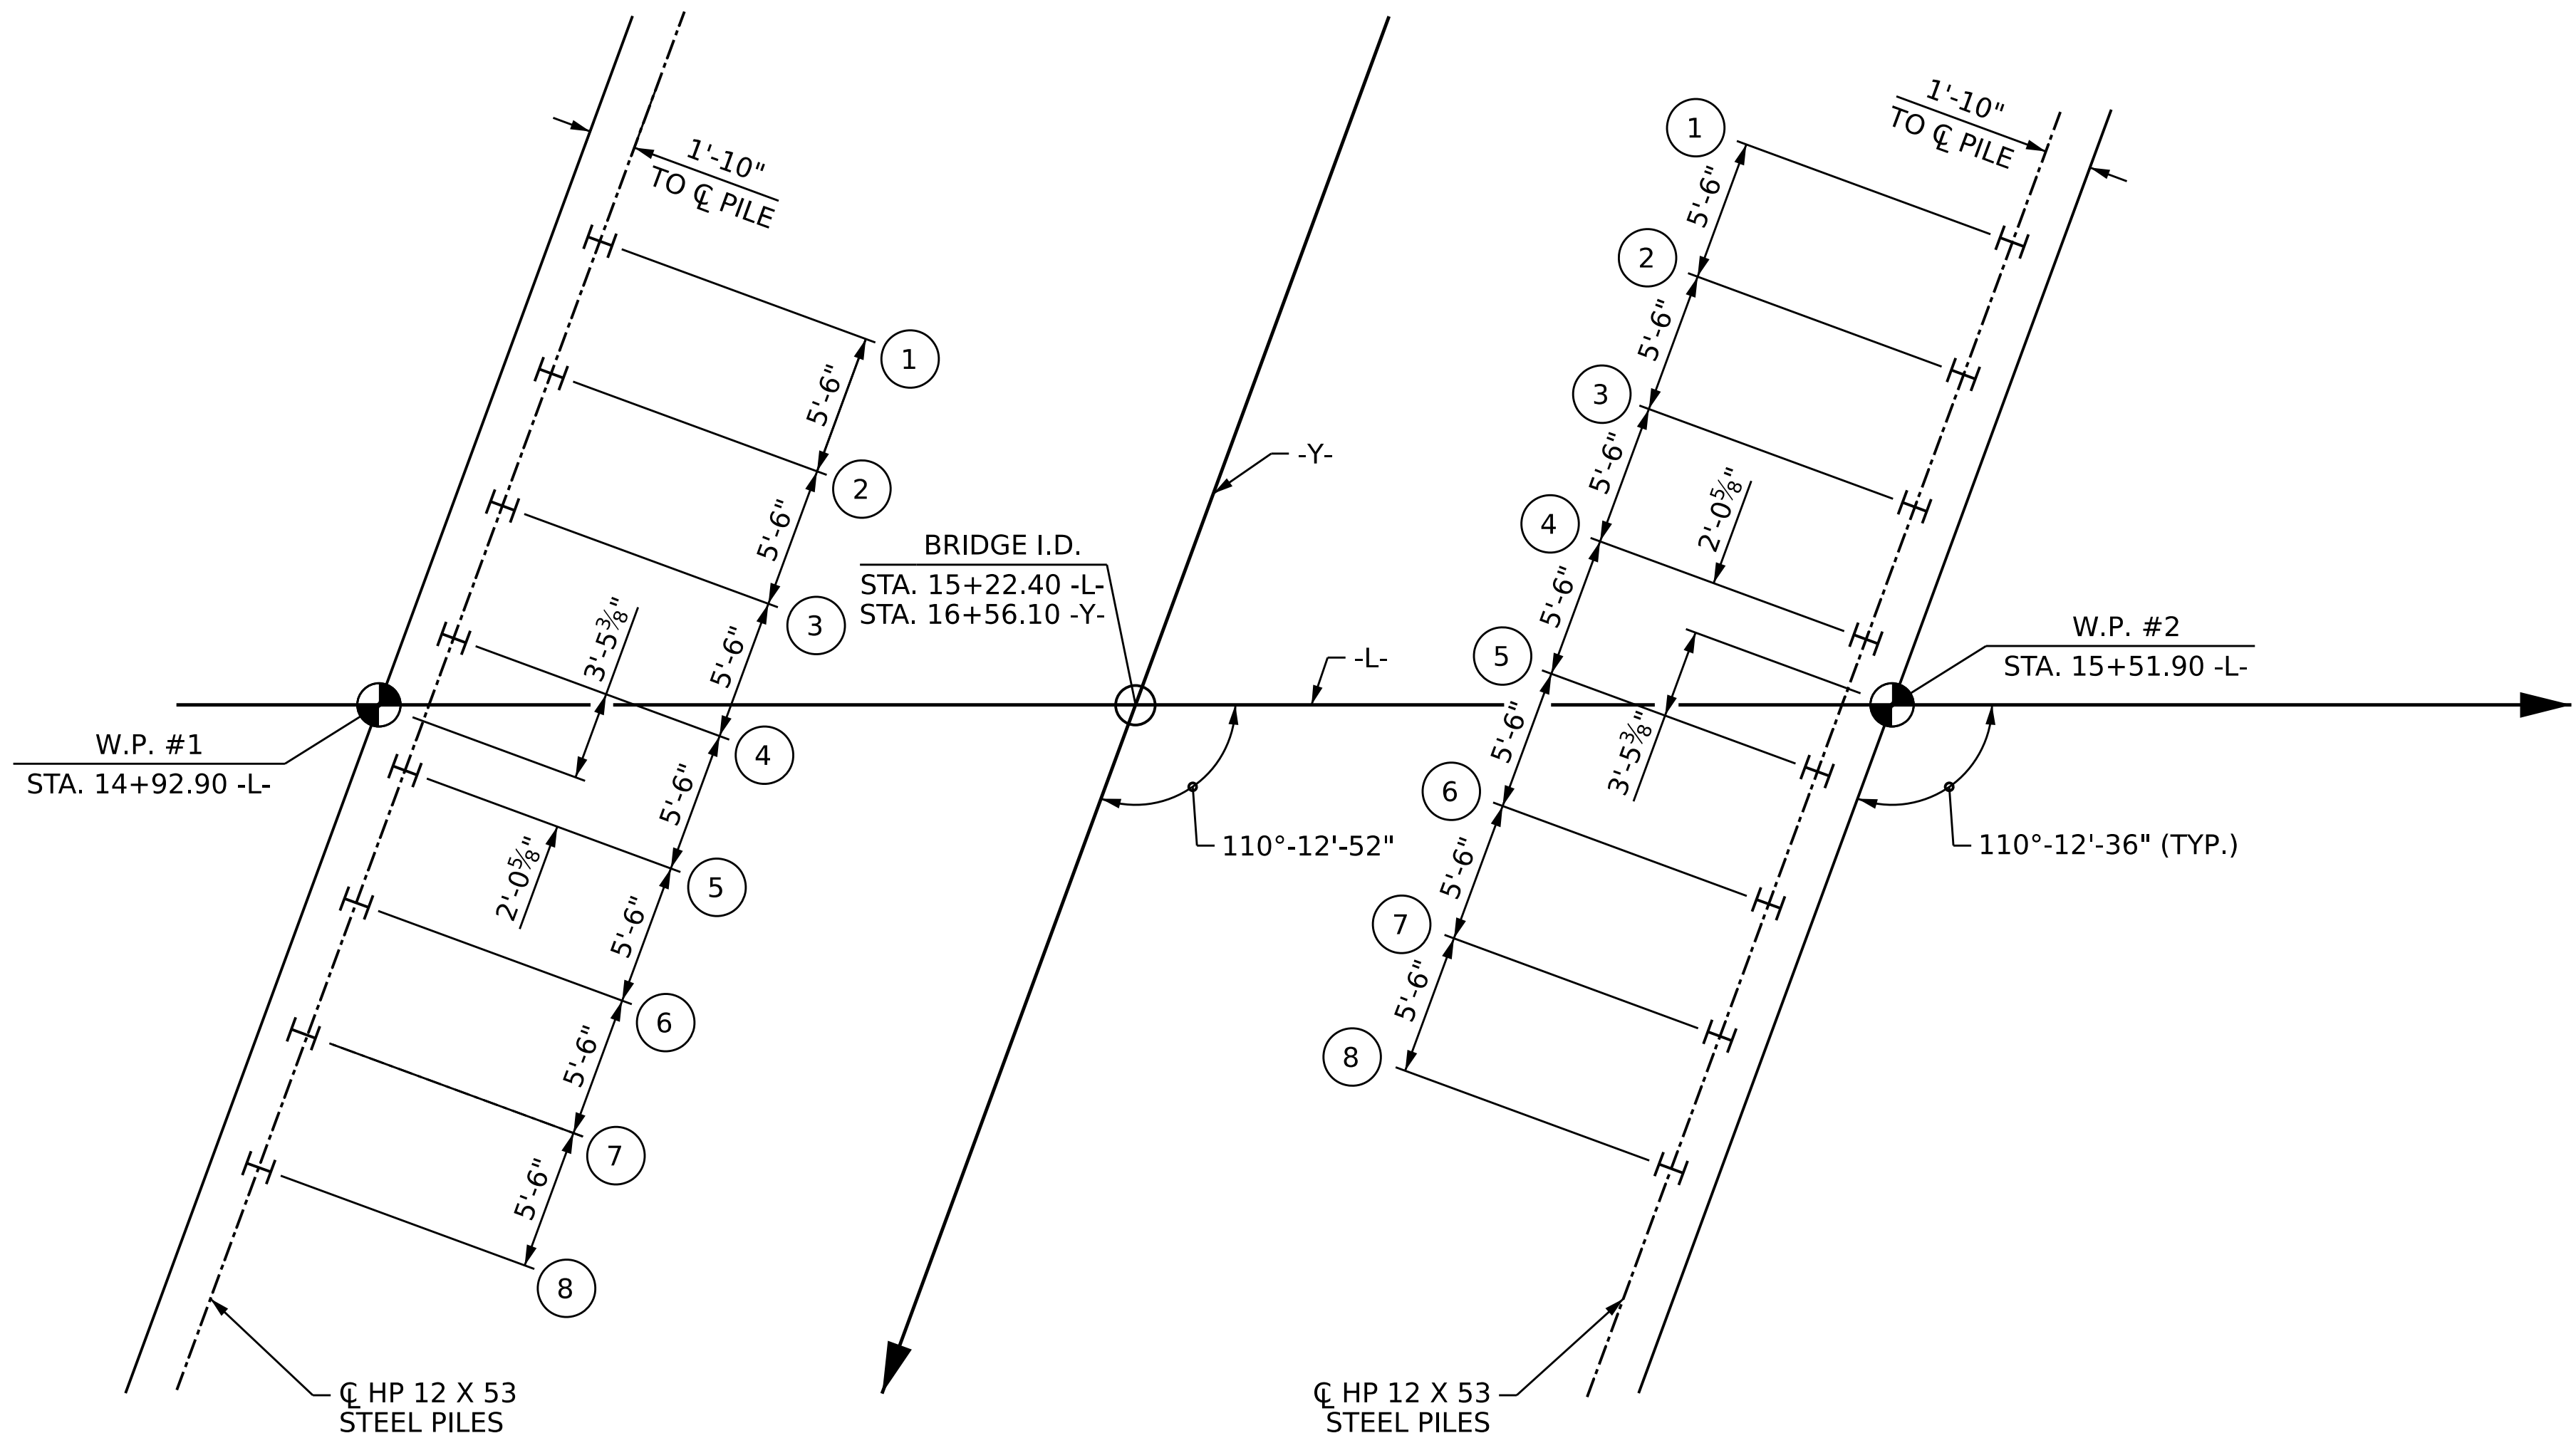 1'-10"
TO ℄ PILE
1
2
3
4
5
6
7
8
5'-6"
5'-6"
5'-6"
5'-6"
5'-6"
5'-6"
5'-6"
3'-5⅜"
2'-0⅝"
W.P. #1
STA. 14+92.90 -L-
℄ HP 12 X 53
STEEL PILES
BRIDGE I.D.
STA. 15+22.40 -L-
STA. 16+56.10 -Y-
-Y-
-L-
110°-12'-52"
1'-10"
TO ℄ PILE
1
2
3
4
5
6
7
8
5'-6"
5'-6"
5'-6"
5'-6"
5'-6"
5'-6"
5'-6"
2'-0⅝"
3'-5⅜"
W.P. #2
STA. 15+51.90 -L-
110°-12'-36" (TYP.)
℄ HP 12 X 53
STEEL PILES